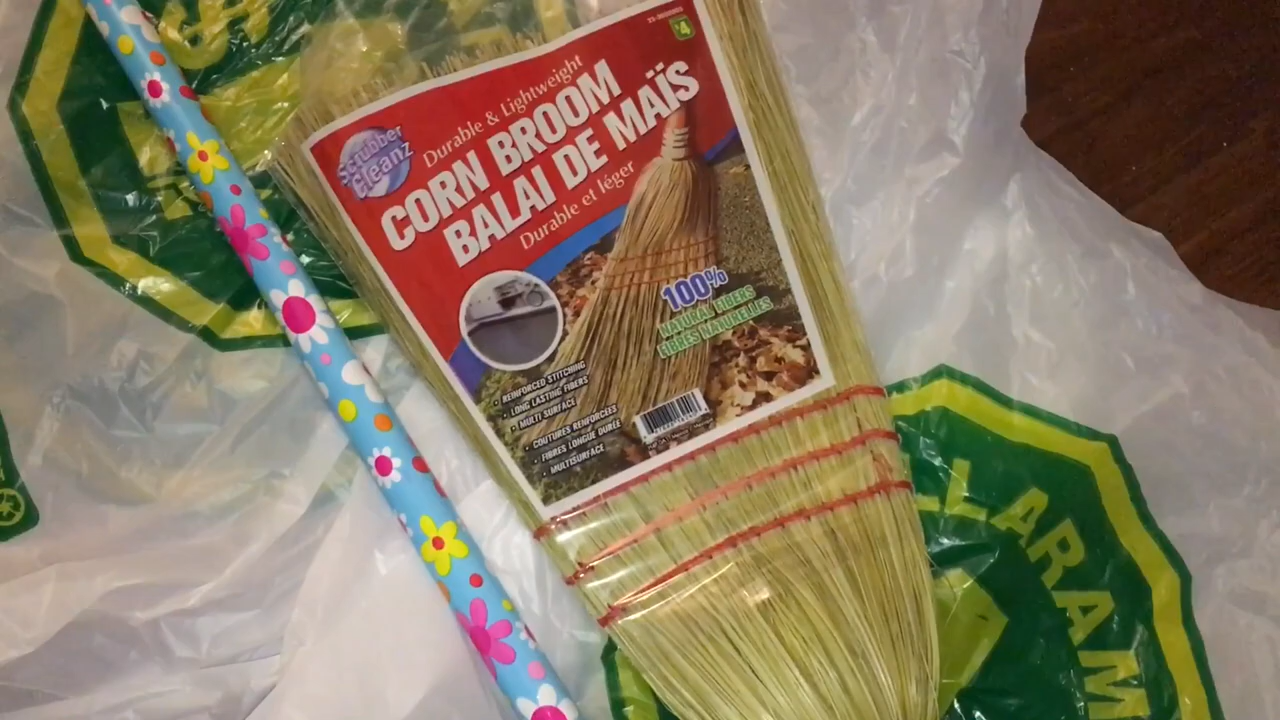 $4
Scrubber
Cleanz
Durable & Lightweight
CORN BROOM
BALAI DE MAÏS
Durable et léger
100%
NATURAL FIBERS
FIBRES NATURELLES
• REINFORCED STITCHING
• LONG LASTING FIBERS
• MULTI SURFACE
• COUTURES RENFORCÉES
• FIBRES LONGUE DURÉE
• MULTISURFACE
LLARAM